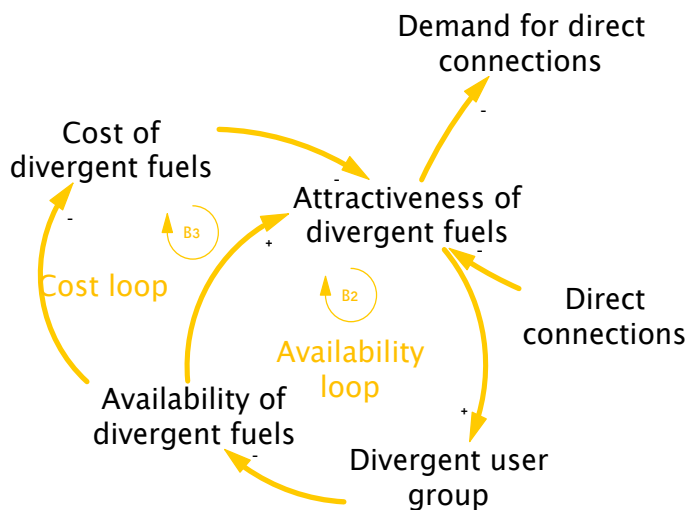 Demand for direct
connections
-
Cost of
divergent fuels
-
Attractiveness of
divergent fuels
-
B3
+
-
Cost loop
B2
Direct
connections
Availability
loop
Availability of
divergent fuels
+
-
Divergent user
group